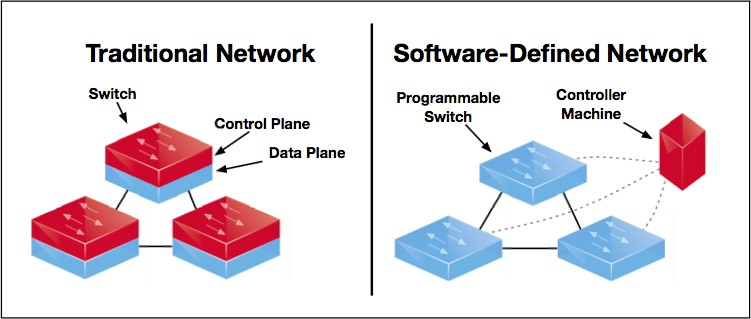 Traditional Network
Switch
Control Plane
Data Plane
Software-Defined Network
Programmable
Switch
Controller
Machine